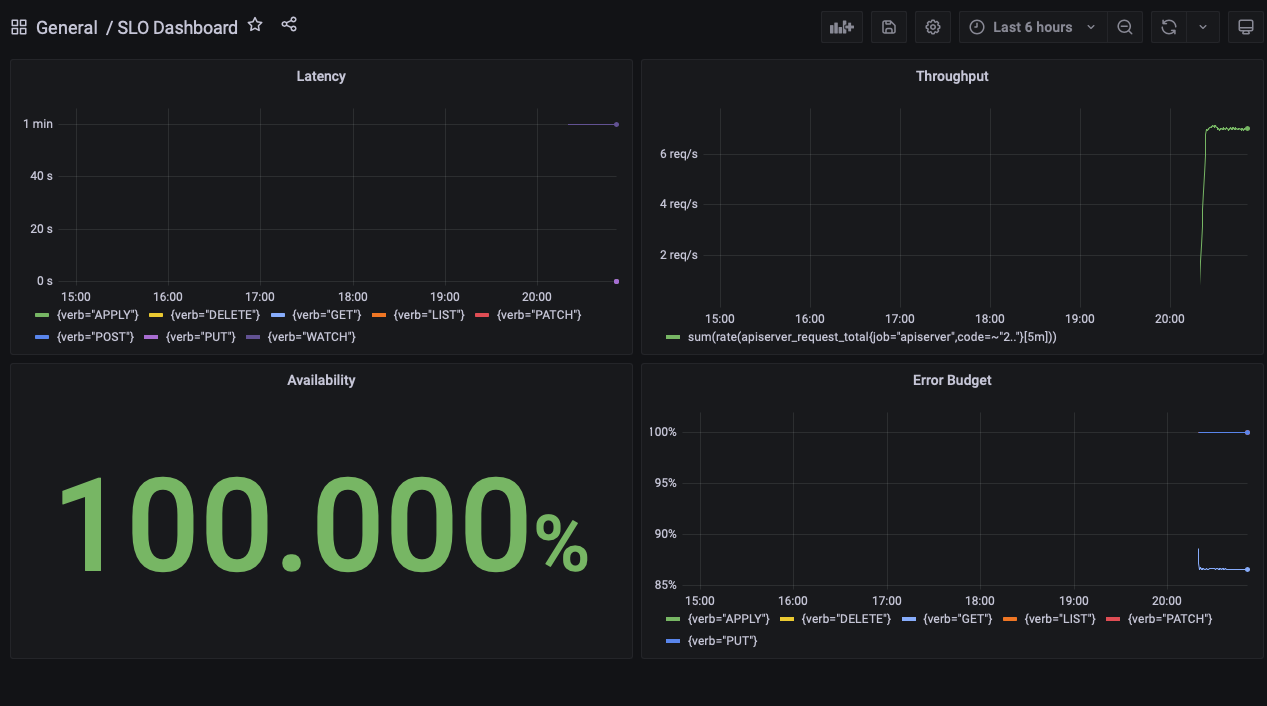 General / SLO Dashboard
Last 6 hours
Latency
1 min
40 s
20 s
0 s
15:00 16:00 17:00 18:00 19:00 20:00
{verb="APPLY"} {verb="DELETE"} {verb="GET"} {verb="LIST"} {verb="PATCH"}
{verb="POST"} {verb="PUT"} {verb="WATCH"}
Throughput
6 req/s
4 req/s
2 req/s
15:00 16:00 17:00 18:00 19:00 20:00
sum(rate(apiserver_request_total{job="apiserver",code=~"2.."}[5m]))
Availability
100.000%
Error Budget
100%
95%
90%
85%
15:00 16:00 17:00 18:00 19:00 20:00
{verb="APPLY"} {verb="DELETE"} {verb="GET"} {verb="LIST"} {verb="PATCH"}
{verb="PUT"}